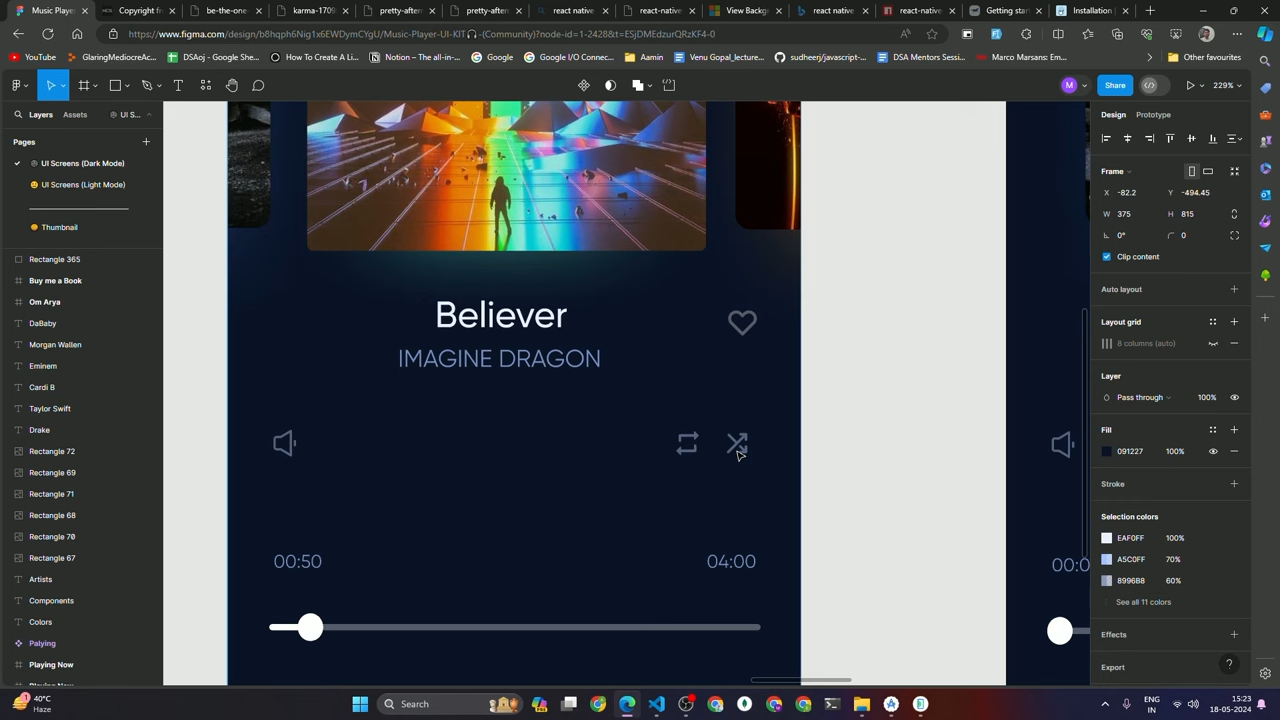 Music Player
Copyright fr
be-the-one-
karma-1709
pretty-after
pretty-after
react native
react-native
View Backg
react native
react-native
Getting star
Installation |
https://www.figma.com/design/b8hqph6Nig1x6EWDymCYgU/Music-Player-UI-KIT🎧-(Community)?node-id=1-2428&t=ESjDMEdzurQRzKF4-0
YouTube
GlaringMediocreAc...
DSAoj - Google She...
How To Create A Li...
Notion – The all-in-...
Google
Google I/O Connec...
Aamin
Venu Gopal Lecture...
sudheerj/javascript-...
DSA Mentors Sessi...
Marco Marsans: Em...
Other favourites
M
Share
229%
Layers
Assets
UI S...
Design
Prototype
Pages
UI Screens (Dark Mode)
UI Screens (Light Mode)
Thumbnail
Rectangle 365
Buy me a Book
Om Arya
DaBaby
Morgan Wallen
Eminem
Cardi B
Taylor Swift
Drake
Rectangle 72
Rectangle 69
Rectangle 71
Rectangle 68
Rectangle 70
Rectangle 67
Artists
Components
Colors
Palying
Playing Now
Believer
IMAGINE DRAGON
00:50
04:00
00:0
Frame
X -82.2
Y -494.45
W 375
H 815
0°
0
Clip content
Auto layout
Layout grid
8 columns (auto)
Layer
Pass through
100%
Fill
091227
100%
Stroke
Selection colors
EAF0FF
100%
A5C0FF
70%
8996B8
60%
See all 11 colors
Effects
Export
?
1
40°C
Haze
Search
ENG
IN
15:23
18-05-2024